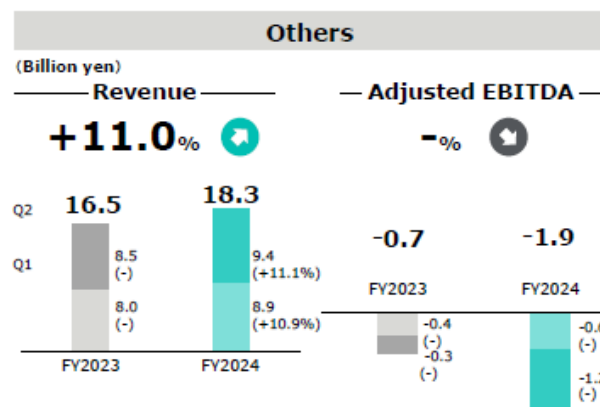 Others
(Billion yen)
Revenue
Adjusted EBITDA
+11.0%
-%
Q2
16.5
18.3
Q1
8.5
(-)
9.4
(+11.1%)
8.0
(-)
8.9
(+10.9%)
FY2023
FY2024
-0.7
-1.9
FY2023
FY2024
-0.4
(-)
-0.3
(-)
(-)
(-)